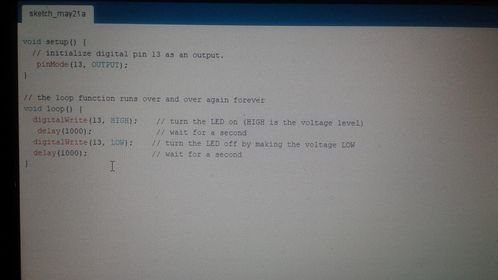 sketch_may21a
void setup() {
// initialize digital pin 13 as an output.
pinMode(13, OUTPUT);
}
// the loop function runs over and over again forever
void loop() {
digitalWrite(13, HIGH); // turn the LED on (HIGH is the voltage level)
delay(1000); // wait for a second
digitalWrite(13, LOW); // turn the LED off by making the voltage LOW
delay(1000); // wait for a second
}